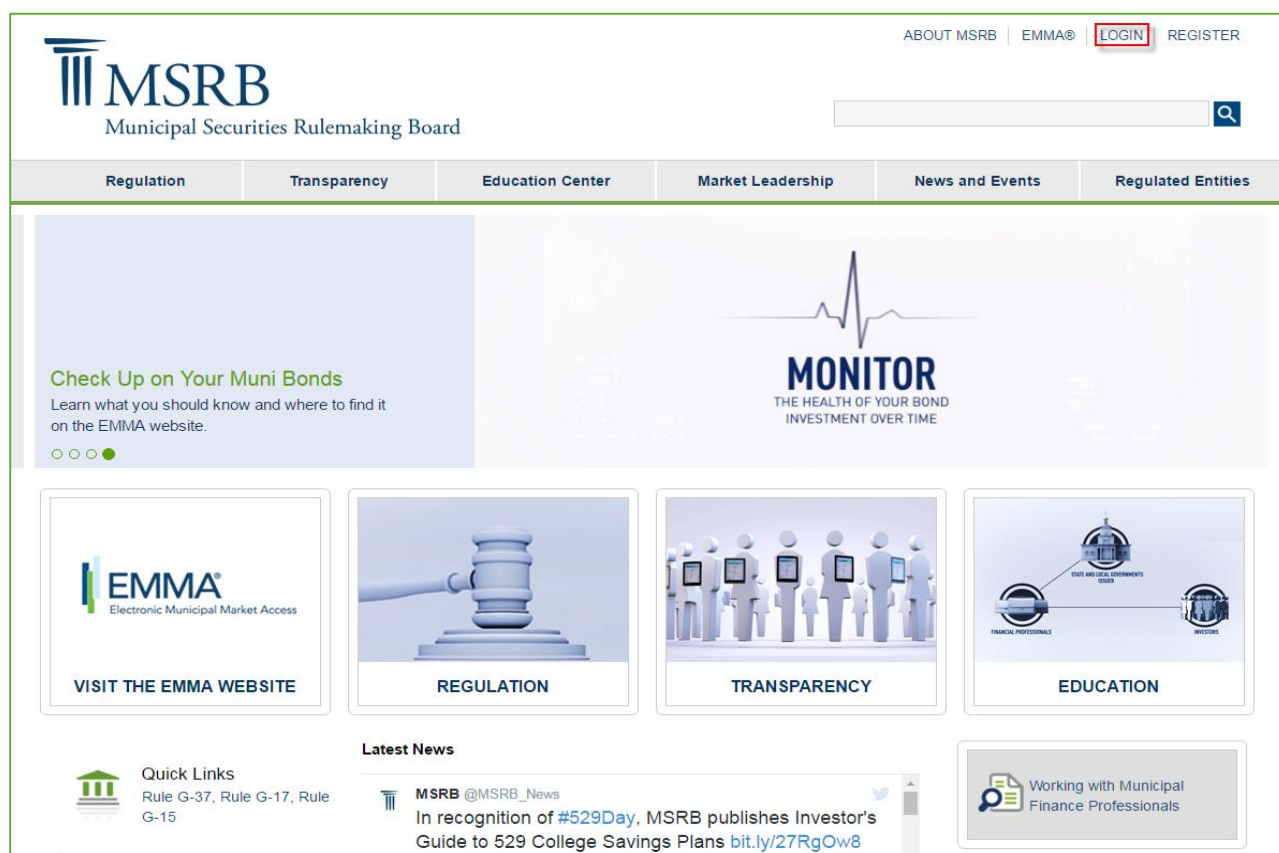 ABOUT MSRB EMMA® LOGIN REGISTER
MSRB
Municipal Securities Rulemaking Board
Regulation Transparency Education Center Market Leadership News and Events Regulated Entities
Check Up on Your Muni Bonds
Learn what you should know and where to find it
on the EMMA website.
MONITOR
THE HEALTH OF YOUR BOND
INVESTMENT OVER TIME
EMMA®
Electronic Municipal Market Access
VISIT THE EMMA WEBSITE
REGULATION
TRANSPARENCY
STATE AND LOCAL GOVERNMENTS
ISSUER
FINANCIAL PROFESSIONALS
INVESTORS
EDUCATION
Quick Links
Rule G-37, Rule G-17, Rule
G-15
Latest News
MSRB @MSRB_News
In recognition of #529Day, MSRB publishes Investor's
Guide to 529 College Savings Plans bit.ly/27RgOw8
Working with Municipal
Finance Professionals